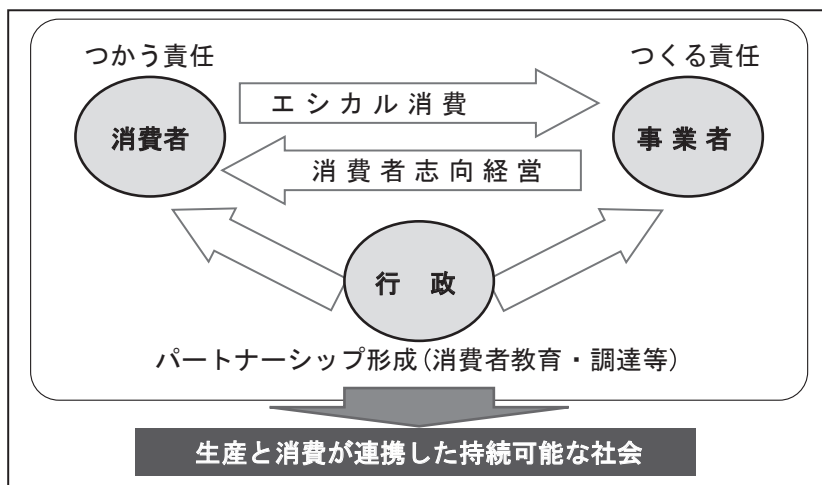 つかう責任
つくる責任
消費者
エシカル消費
事業者
消費者志向経営
行 政
パートナーシップ形成(消費者教育・調達等)
生産と消費が連携した持続可能な社会